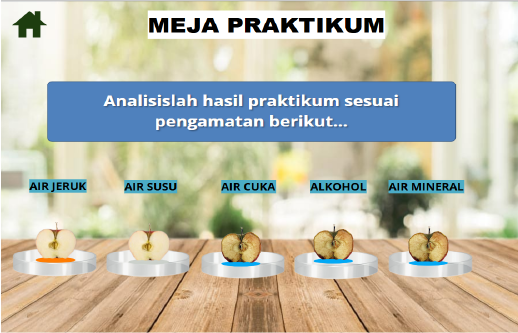 MEJA PRAKTIKUM
Analisislah hasil praktikum sesuai
pengamatan berikut...
AIR JERUK
AIR SUSU
AIR CUKA
ALKOHOL
AIR MINERAL